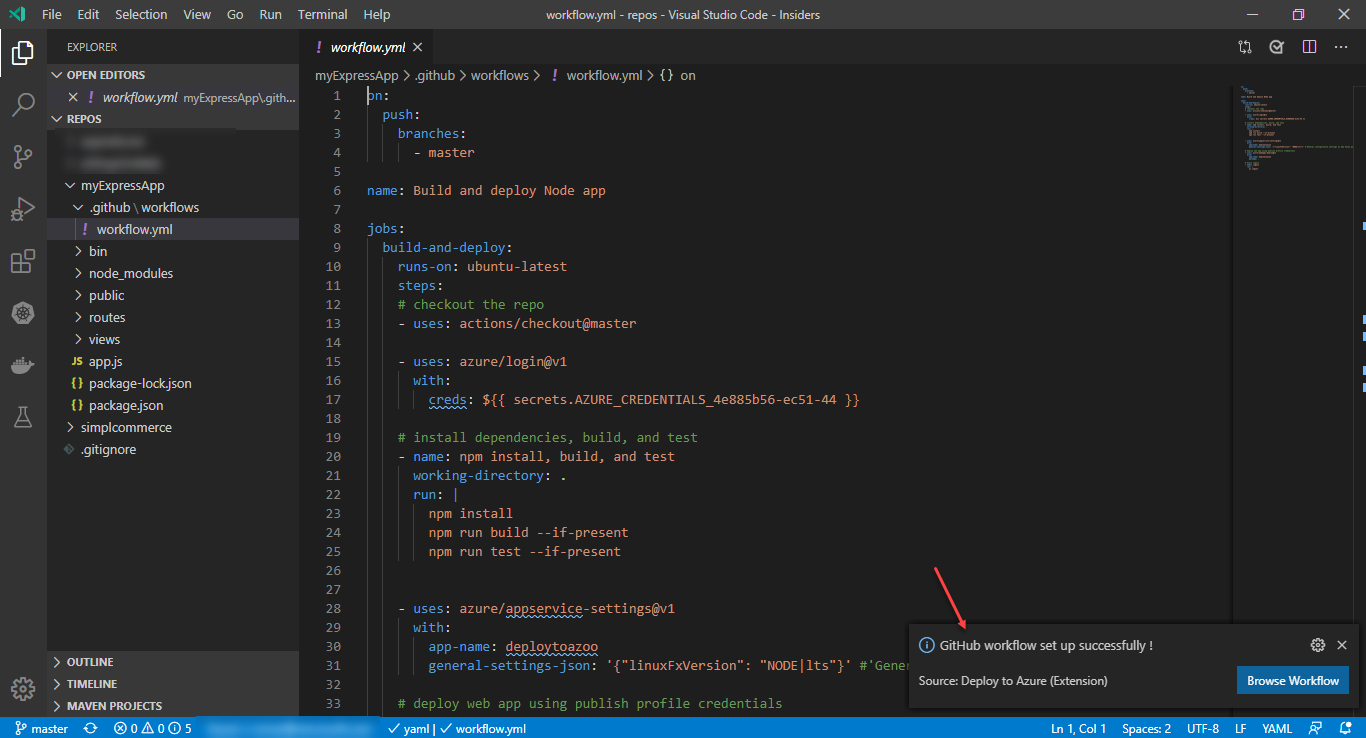 File Edit Selection View Go Run Terminal Help
workflow.yml - repos - Visual Studio Code - Insiders
EXPLORER
OPEN EDITORS
workflow.yml myExpressApp\.gith...
REPOS
myExpressApp
.github \ workflows
workflow.yml
bin
node_modules
public
routes
views
JS app.js
{} package-lock.json
{} package.json
simplcommerce
.gitignore
OUTLINE
TIMELINE
MAVEN PROJECTS
! workflow.yml
myExpressApp > .github > workflows > ! workflow.yml > {} on
1 on:
2 push:
3 branches:
4 - master
5
6 name: Build and deploy Node app
7
8 jobs:
9 build-and-deploy:
10 runs-on: ubuntu-latest
11 steps:
12 # checkout the repo
13 - uses: actions/checkout@master
14
15 - uses: azure/login@v1
16 with:
17 creds: ${{ secrets.AZURE_CREDENTIALS_4e885b56-ec51-44 }}
18
19 # install dependencies, build, and test
20 - name: npm install, build, and test
21 working-directory: .
22 run: |
23 npm install
24 npm run build --if-present
25 npm run test --if-present
26
27
28 - uses: azure/appservice-settings@v1
29 with:
30 app-name: deploytoazoo
31 general-settings-json: '{"linuxFxVersion": "NODE|lts"}' #'Gener
32
33 # deploy web app using publish profile credentials
GitHub workflow set up successfully !
Source: Deploy to Azure (Extension)
Browse Workflow
master 0 0 5 yaml | workflow.yml Ln 1, Col 1 Spaces: 2 UTF-8 LF YAML